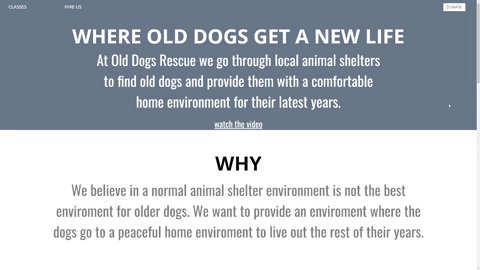 CLASSES
HIRE US
DONATE
WHERE OLD DOGS GET A NEW LIFE
At Old Dogs Rescue we go through local animal shelters
to find old dogs and provide them with a comfortable
home environment for their latest years.
watch the video
WHY
We believe in a normal animal shelter environment is not the best
enviroment for older dogs. We want to provide an enviroment where the
dogs go to a peaceful home enviroment to live out the rest of their years.